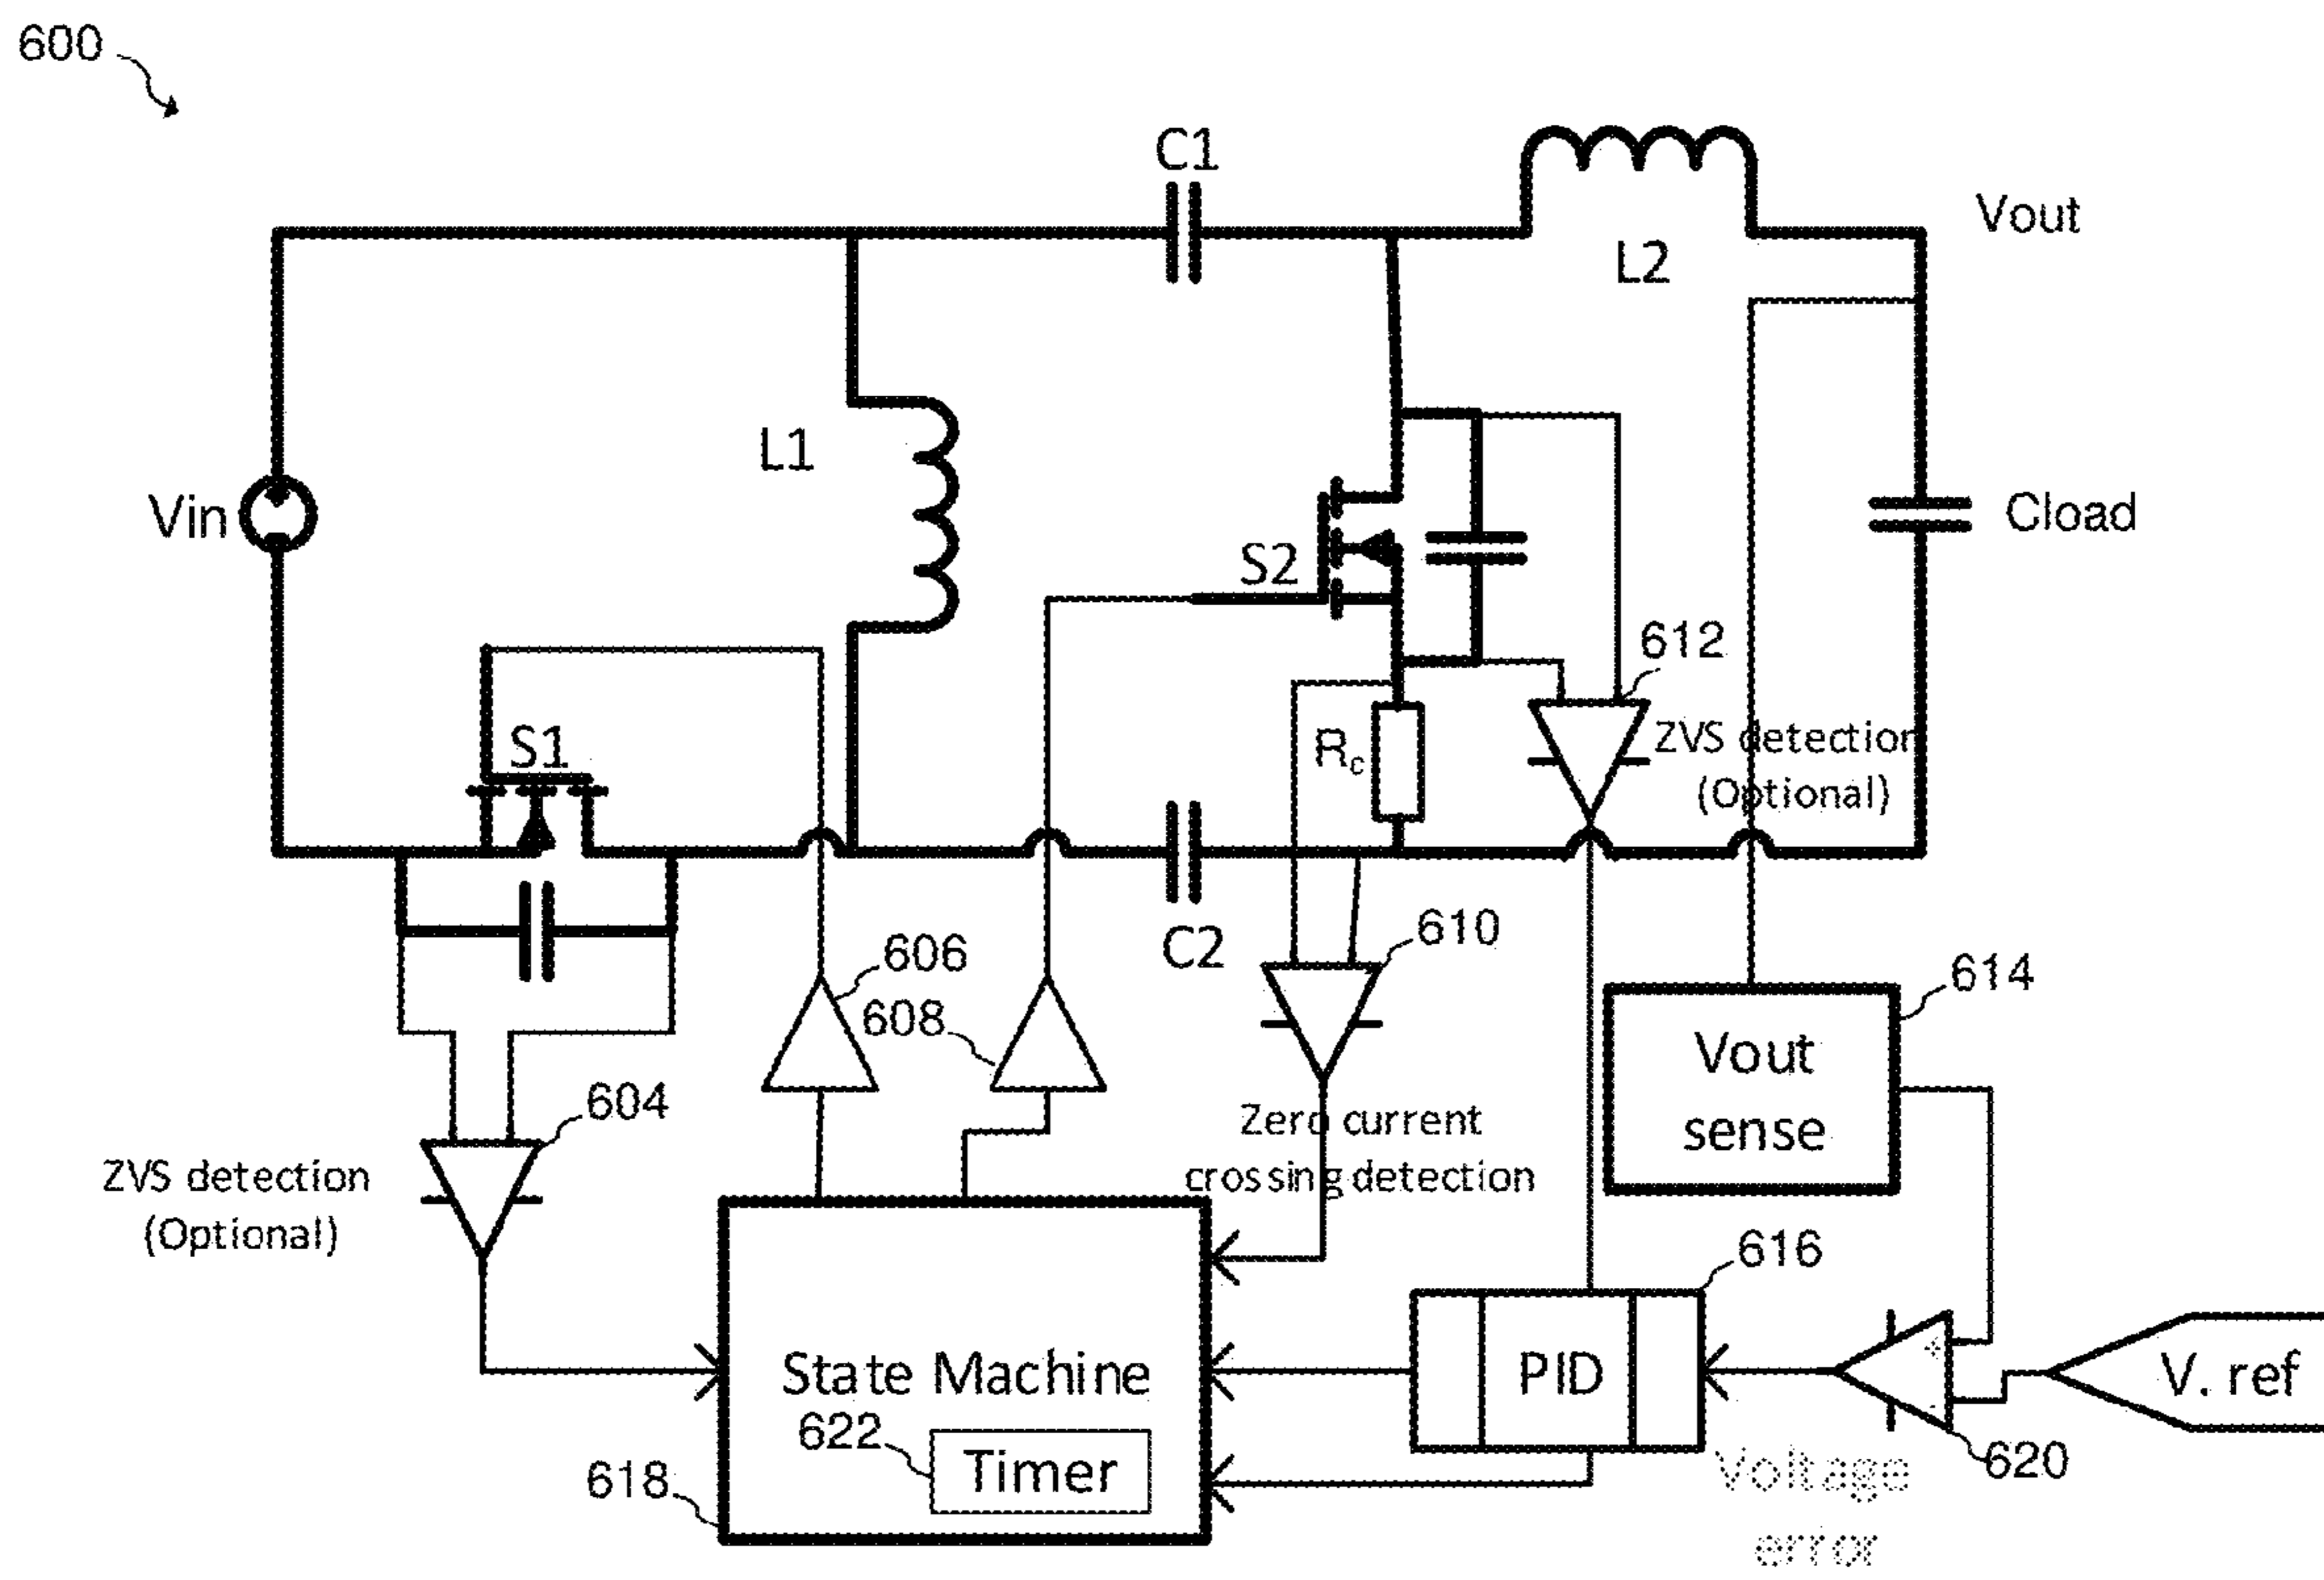 600
C1
Vout
L2
L1
Vin
Cload
S2
612
S1
Rc
ZVS detection
(Optional)
C2
610
606
614
608
Vout
sense
604
Zero current
crossing detection
ZVS detection
(Optional)
616
State Machine
PID
V. ref
622
Timer
618
620
Voltage
error